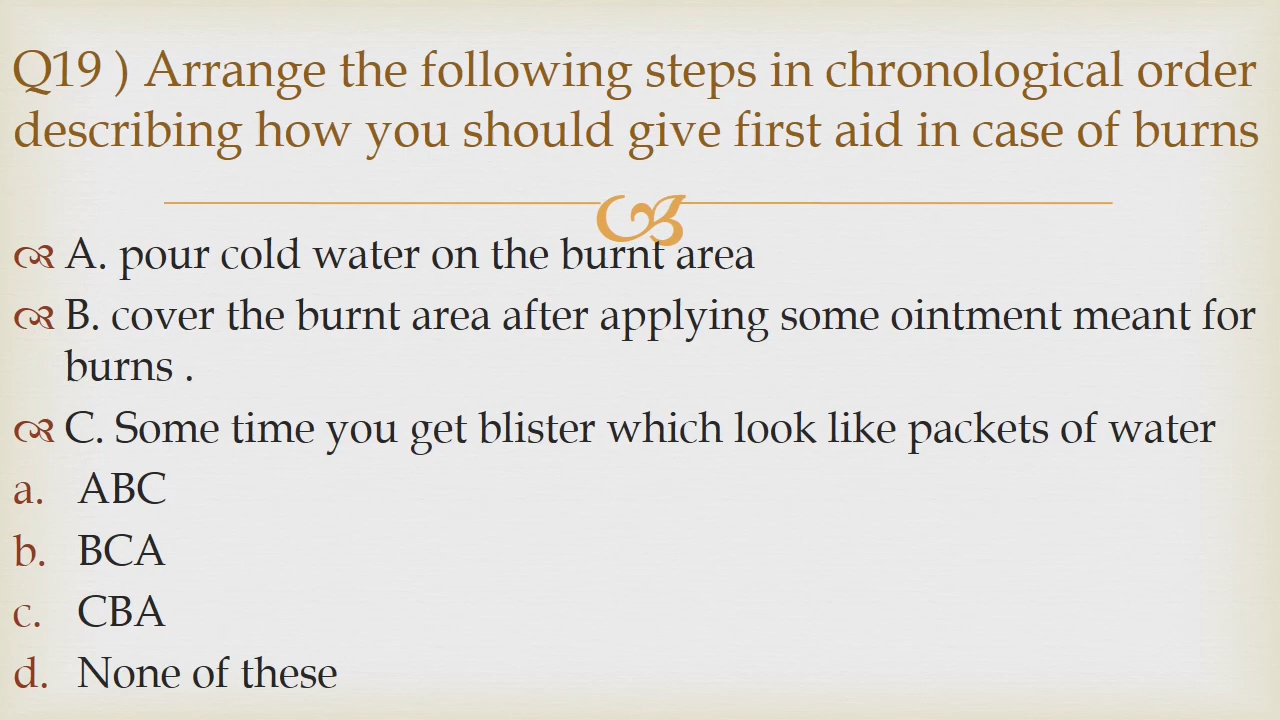 Q19 ) Arrange the following steps in chronological order
describing how you should give first aid in case of burns
A. pour cold water on the burnt area
B. cover the burnt area after applying some ointment meant for
burns .
C. Some time you get blister which look like packets of water
a. ABC
b. BCA
c. CBA
d. None of these